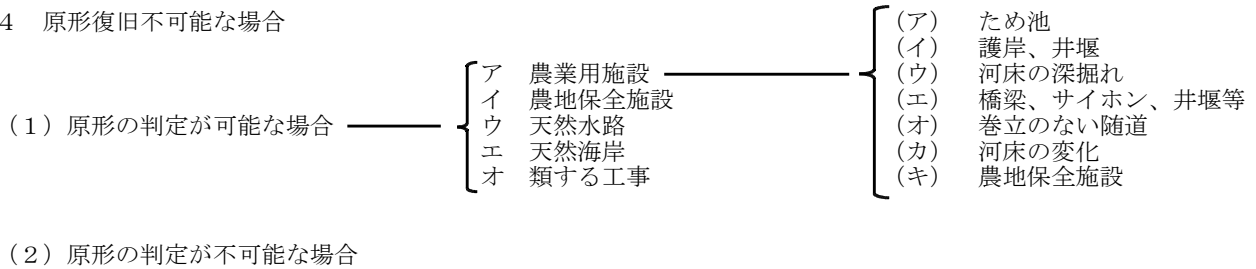 4 原形復旧不可能な場合
(1)原形の判定が可能な場合
ア 農業用施設
イ 農地保全施設
ウ 天然水路
エ 天然海岸
オ 類する工事
(ア) ため池
(イ) 護岸、井堰
(ウ) 河床の深掘れ
(エ) 橋梁、サイホン、井堰等
(オ) 巻立のない随道
(カ) 河床の変化
(キ) 農地保全施設
(2)原形の判定が不可能な場合